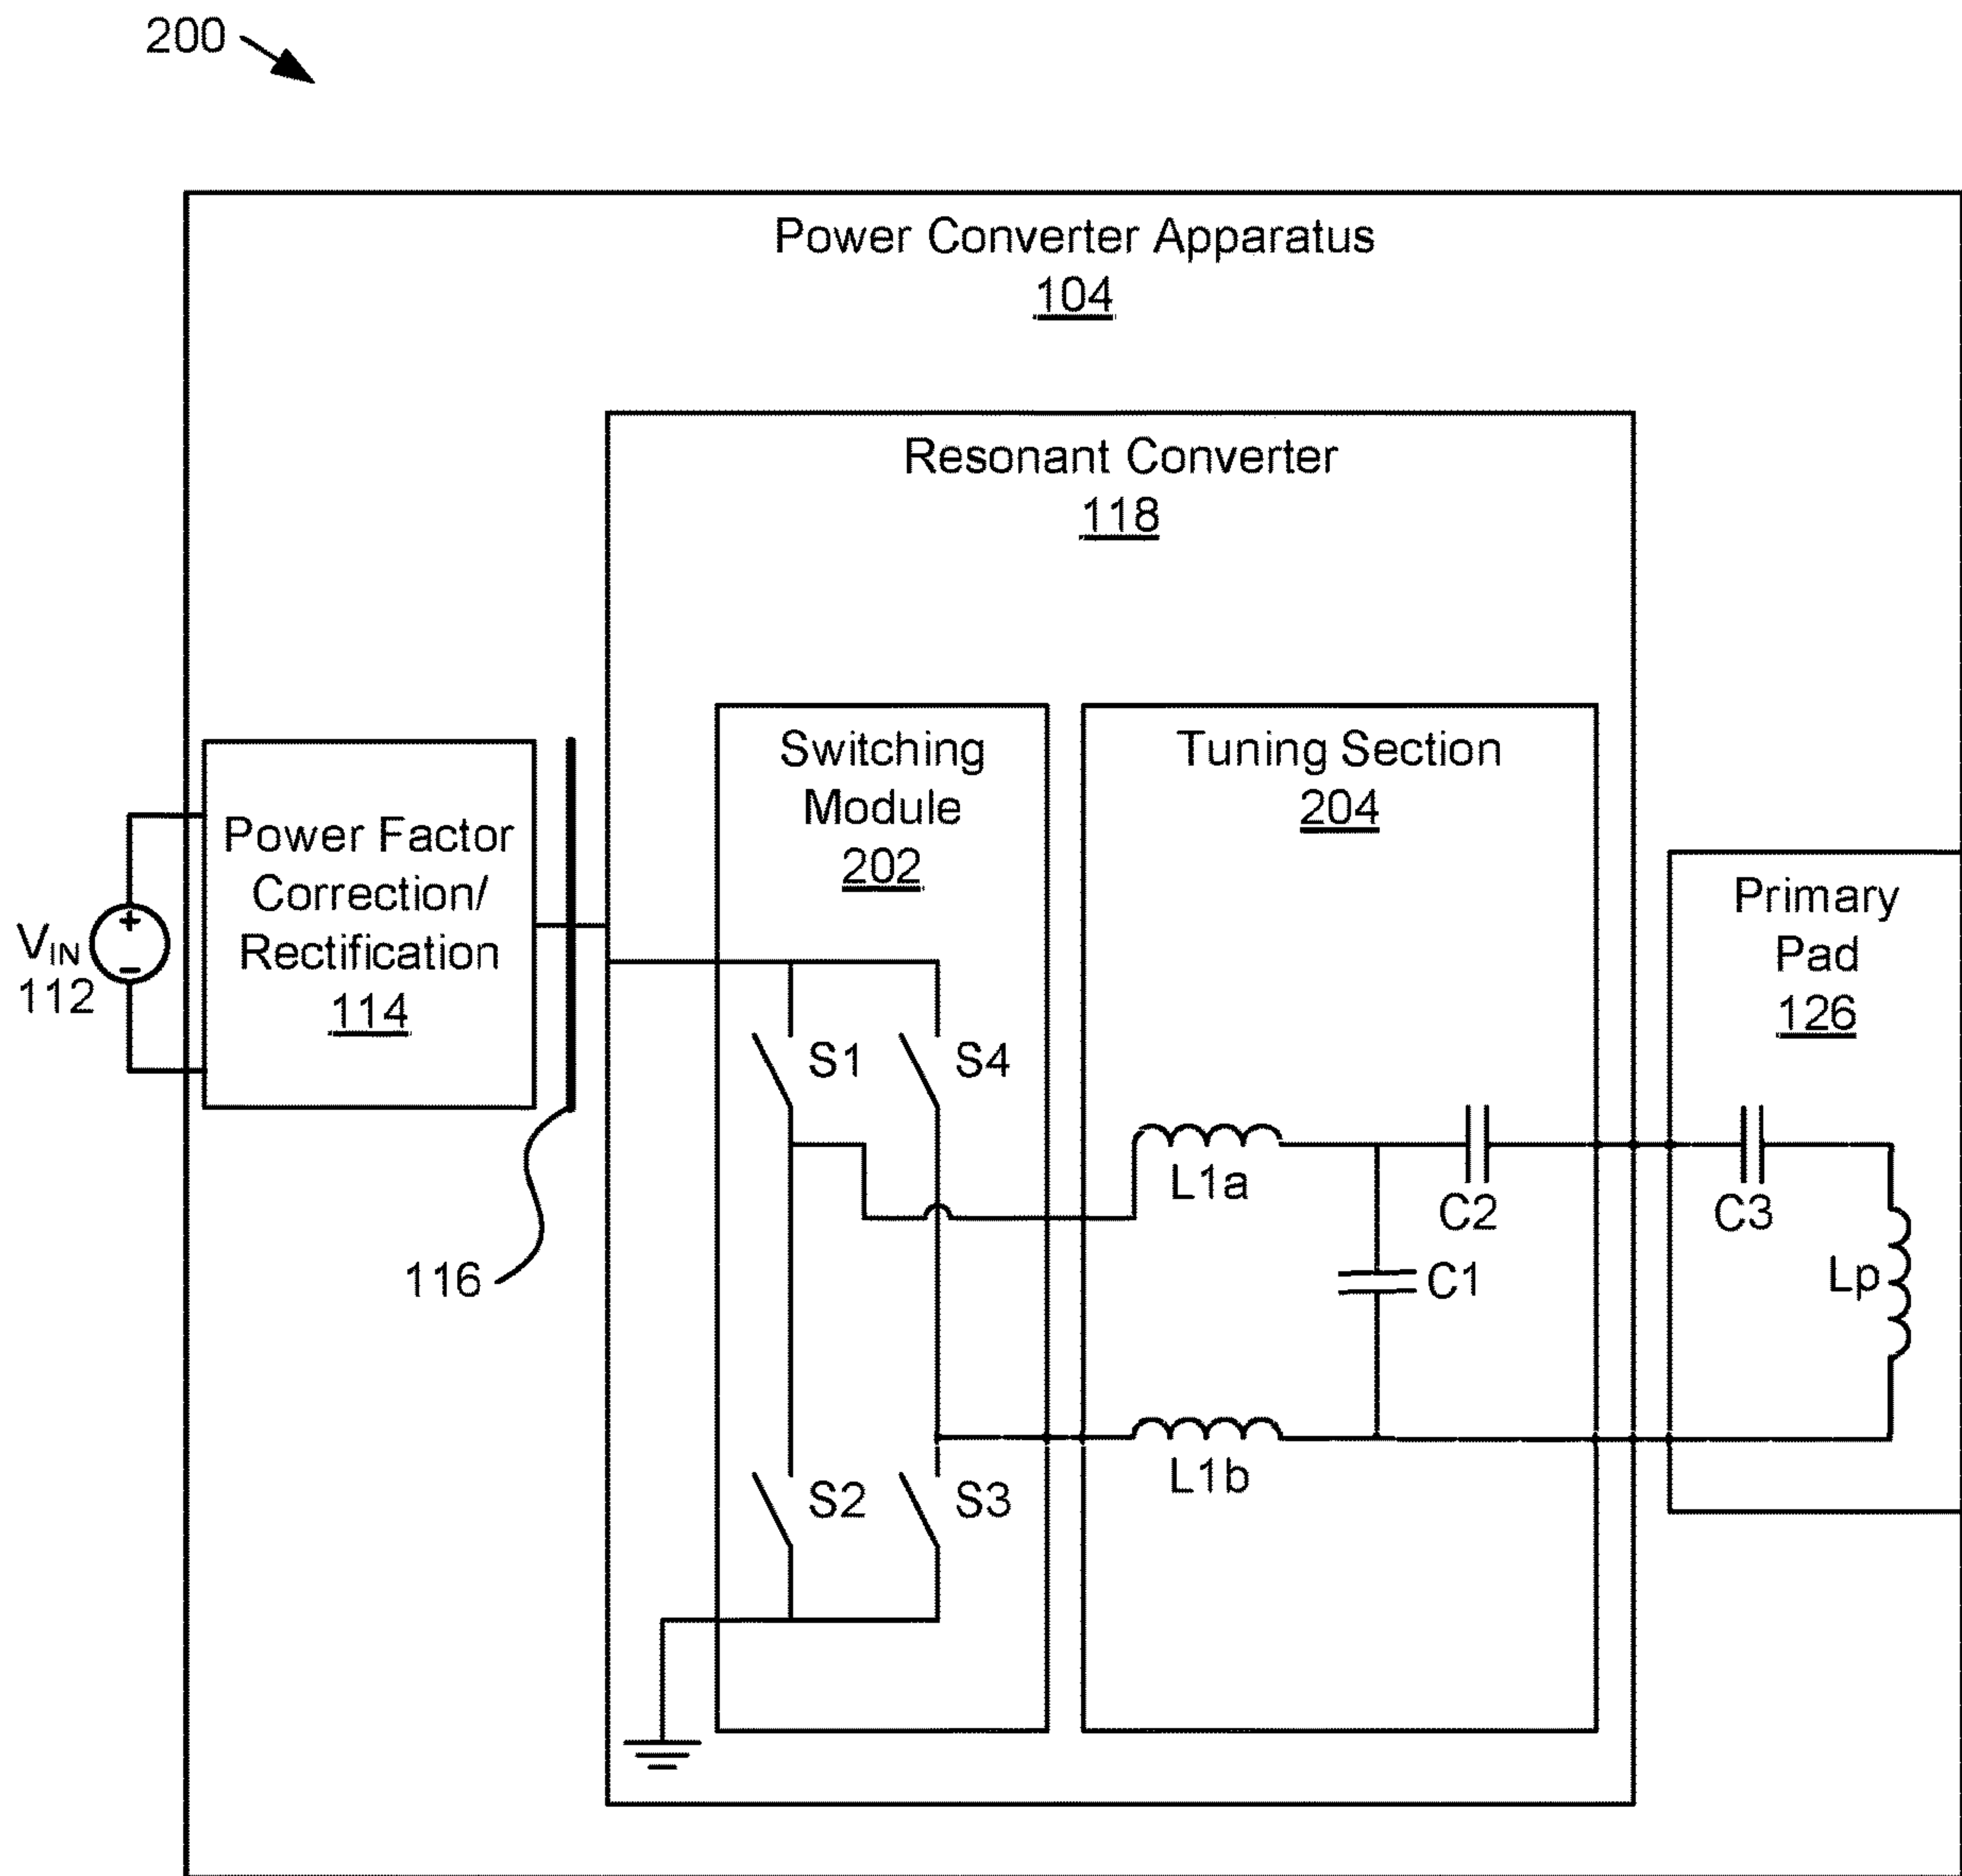 200
Power Converter Apparatus
104
Resonant Converter
118
Switching
Module
202
Tuning Section
204
Power Factor
Correction/
Rectification
114
Primary
Pad
126
+
−
VIN
112
S1
S4
L1a
C2
C3
116
C1
Lp
L1b
S2
S3